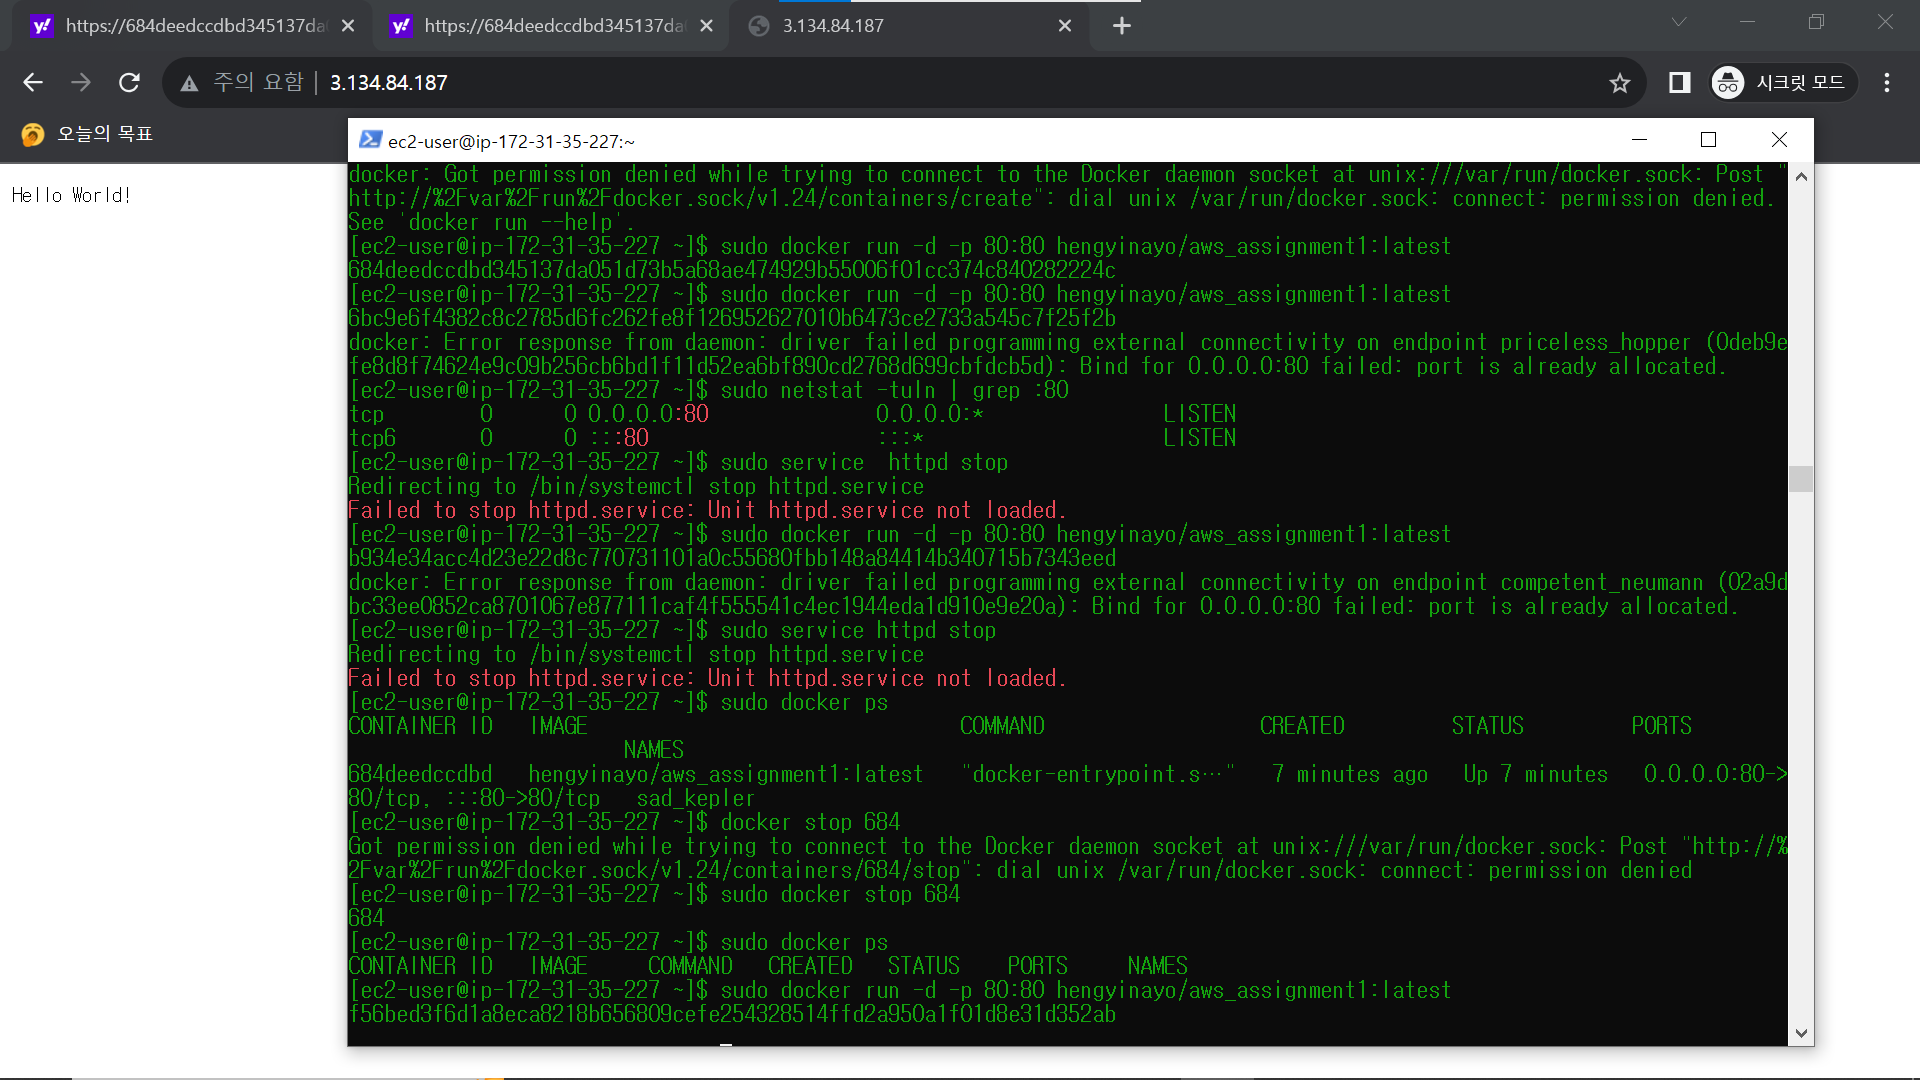 https://684deedccdbd345137da
https://684deedccdbd345137da
3.134.84.187
주의 요함 3.134.84.187
시크릿 모드
오늘의 목표
Hello World!
ec2-user@ip-172-31-35-227:~
docker: Got permission denied while trying to connect to the Docker daemon socket at unix:///var/run/docker.sock: Post "
http://%2Fvar%2Frun%2Fdocker.sock/v1.24/containers/create": dial unix /var/run/docker.sock: connect: permission denied.
See 'docker run --help'.
[ec2-user@ip-172-31-35-227 ~]$ sudo docker run -d -p 80:80 hengyinayo/aws_assignment1:latest
684deedccdbd345137da051d73b5a68ae474929b55006f01cc374c840282224c
[ec2-user@ip-172-31-35-227 ~]$ sudo docker run -d -p 80:80 hengyinayo/aws_assignment1:latest
6bc9e6f4382c8c2785d6fc262fe8f126952627010b6473ce2733a545c7f25f2b
docker: Error response from daemon: driver failed programming external connectivity on endpoint priceless_hopper (0deb9e
fe8d8f74624e9c09b256cb6bd1f11d52ea6bf890cd2768d699cbfdcb5d): Bind for 0.0.0.0:80 failed: port is already allocated.
[ec2-user@ip-172-31-35-227 ~]$ sudo netstat -tuln | grep :80
tcp 0 0 0.0.0.0:80 0.0.0.0:* LISTEN
tcp6 0 0 :::80 :::* LISTEN
[ec2-user@ip-172-31-35-227 ~]$ sudo service  httpd stop
Redirecting to /bin/systemctl stop httpd.service
Failed to stop httpd.service: Unit httpd.service not loaded.
[ec2-user@ip-172-31-35-227 ~]$ sudo docker run -d -p 80:80 hengyinayo/aws_assignment1:latest
b934e34acc4d23e22d8c770731101a0c55680fbb148a84414b340715b7343eed
docker: Error response from daemon: driver failed programming external connectivity on endpoint competent_neumann (02a9d
bc33ee0852ca8701067e877111caf4f555541c4ec1944eda1d910e9e20a): Bind for 0.0.0.0:80 failed: port is already allocated.
[ec2-user@ip-172-31-35-227 ~]$ sudo service httpd stop
Redirecting to /bin/systemctl stop httpd.service
Failed to stop httpd.service: Unit httpd.service not loaded.
[ec2-user@ip-172-31-35-227 ~]$ sudo docker ps
CONTAINER ID IMAGE COMMAND CREATED STATUS PORTS
NAMES
684deedccdbd hengyinayo/aws_assignment1:latest "docker-entrypoint.s…" 7 minutes ago Up 7 minutes 0.0.0.0:80->
80/tcp, :::80->80/tcp sad_kepler
[ec2-user@ip-172-31-35-227 ~]$ docker stop 684
Got permission denied while trying to connect to the Docker daemon socket at unix:///var/run/docker.sock: Post "http://%
2Fvar%2Frun%2Fdocker.sock/v1.24/containers/684/stop": dial unix /var/run/docker.sock: connect: permission denied
[ec2-user@ip-172-31-35-227 ~]$ sudo docker stop 684
684
[ec2-user@ip-172-31-35-227 ~]$ sudo docker ps
CONTAINER ID IMAGE COMMAND CREATED STATUS PORTS NAMES
[ec2-user@ip-172-31-35-227 ~]$ sudo docker run -d -p 80:80 hengyinayo/aws_assignment1:latest
f56bed3f6d1a8eca8218b656809cefe254328514ffd2a950a1f01d8e31d352ab